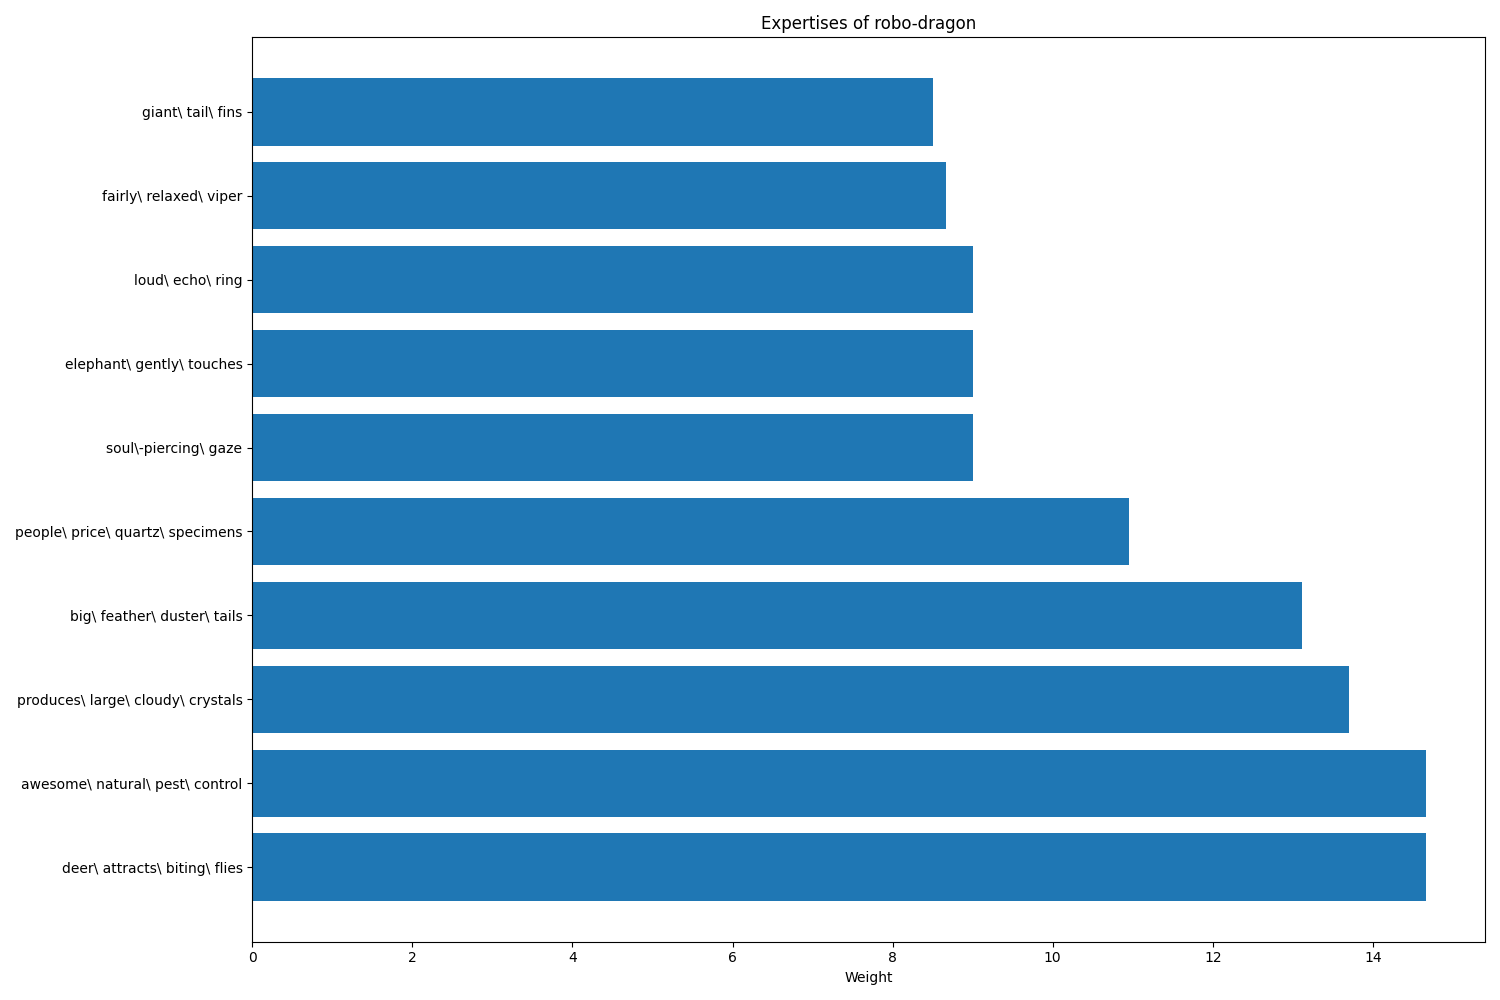 Expertises of robo-dragon
giant\ tail\ fins
fairly\ relaxed\ viper
loud\ echo\ ring
elephant\ gently\ touches
soul\-piercing\ gaze
people\ price\ quartz\ specimens
big\ feather\ duster\ tails
produces\ large\ cloudy\ crystals
awesome\ natural\ pest\ control
deer\ attracts\ biting\ flies
0 2 4 6 8 10 12 14
Weight